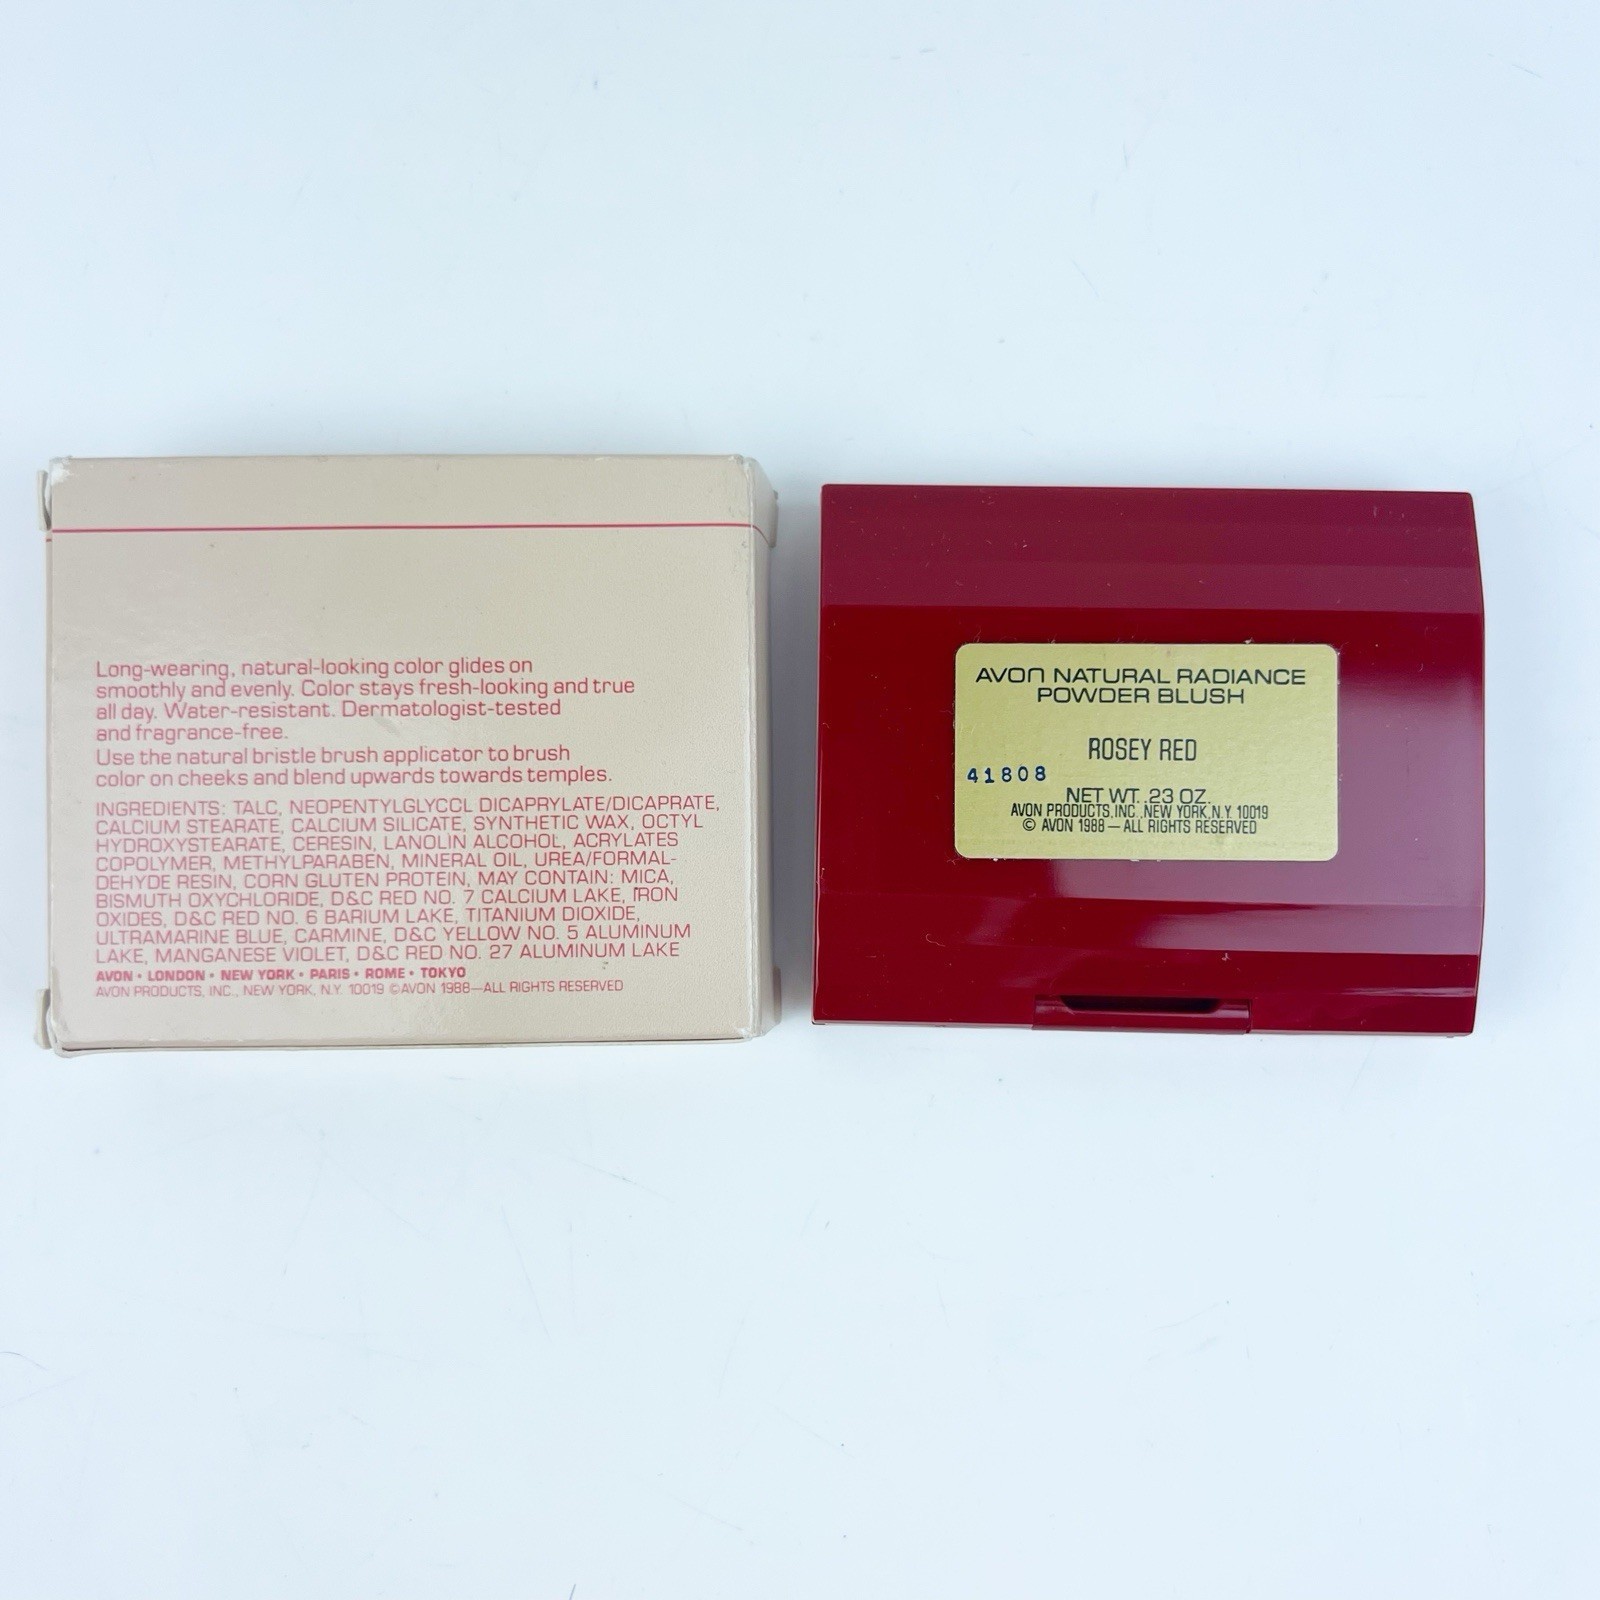 Long-wearing, natural-looking color glides on
smoothly and evenly. Color stays fresh-looking and true
all day. Water-resistant. Dermatologist-tested
and fragrance-free.
Use the natural bristle brush applicator to brush
color on cheeks and blend upwards towards temples.
INGREDIENTS: TALC, NEOPENTYLGLYCCL DICAPRYLATE/DICAPRATE,
CALCIUM STEARATE, CALCIUM SILICATE, SYNTHETIC WAX, OCTYL
HYDROXYSTEARATE, CERESIN, LANOLIN ALCOHOL, ACRYLATES
COPOLYMER, METHYLPARABEN, MINERAL OIL, UREA/FORMAL-
DEHYDE RESIN, CORN GLUTEN PROTEIN, MAY CONTAIN: MICA,
BISMUTH OXYCHLORIDE, D&C RED NO. 7 CALCIUM LAKE, IRON
OXIDES, D&C RED NO. 6 BARIUM LAKE, TITANIUM DIOXIDE,
ULTRAMARINE BLUE, CARMINE, D&C YELLOW NO. 5 ALUMINUM
LAKE, MANGANESE VIOLET, D&C RED NO. 27 ALUMINUM LAKE
AVON • LONDON • NEW YORK • PARIS • ROME • TOKYO
AVON PRODUCTS, INC., NEW YORK, N.Y. 10019 ©AVON 1988—ALL RIGHTS RESERVED
AVON NATURAL RADIANCE
POWDER BLUSH
ROSEY RED
41808
NET WT. .23 OZ.
AVON PRODUCTS, INC., NEW YORK, N.Y. 10019
© AVON 1988 — ALL RIGHTS RESERVED